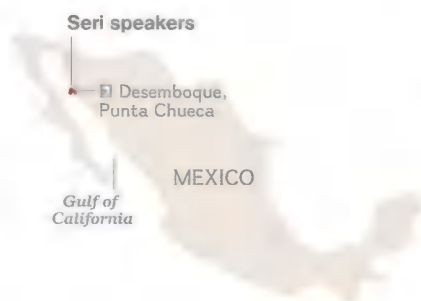 Seri speakers
Desemboque,
Punta Chueca
MEXICO
Gulf of
California